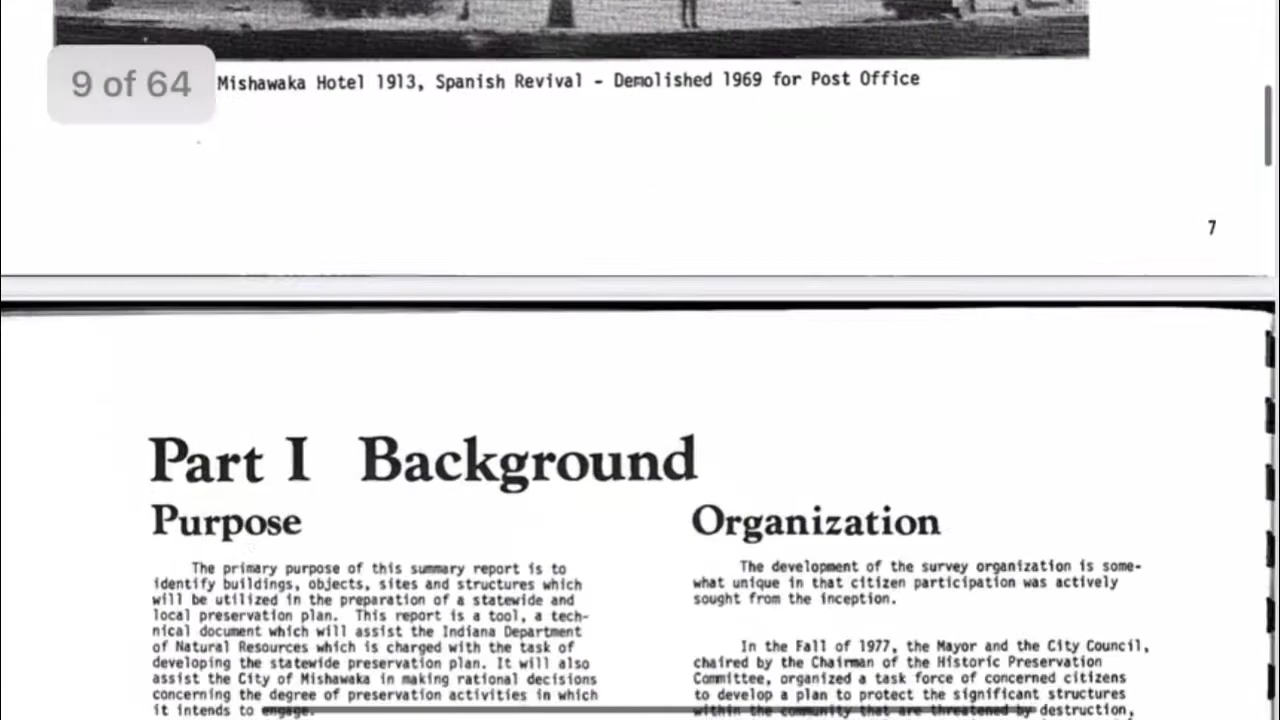 9 of 64
Mishawaka Hotel 1913, Spanish Revival - Demolished 1969 for Post Office
7
Part I Background
Purpose
The primary purpose of this summary report is to
identify buildings, objects, sites and structures which
will be utilized in the preparation of a statewide and
local preservation plan. This report is a tool, a tech-
nical document which will assist the Indiana Department
of Natural Resources which is charged with the task of
developing the statewide preservation plan. It will also
assist the City of Mishawaka in making rational decisions
concerning the degree of preservation activities in which
it intends to engage.
Organization
The development of the survey organization is some-
what unique in that citizen participation was actively
sought from the inception.
In the Fall of 1977, the Mayor and the City Council,
chaired by the Chairman of the Historic Preservation
Committee, organized a task force of concerned citizens
to develop a plan to protect the significant structures
within the community that are threatened by destruction,